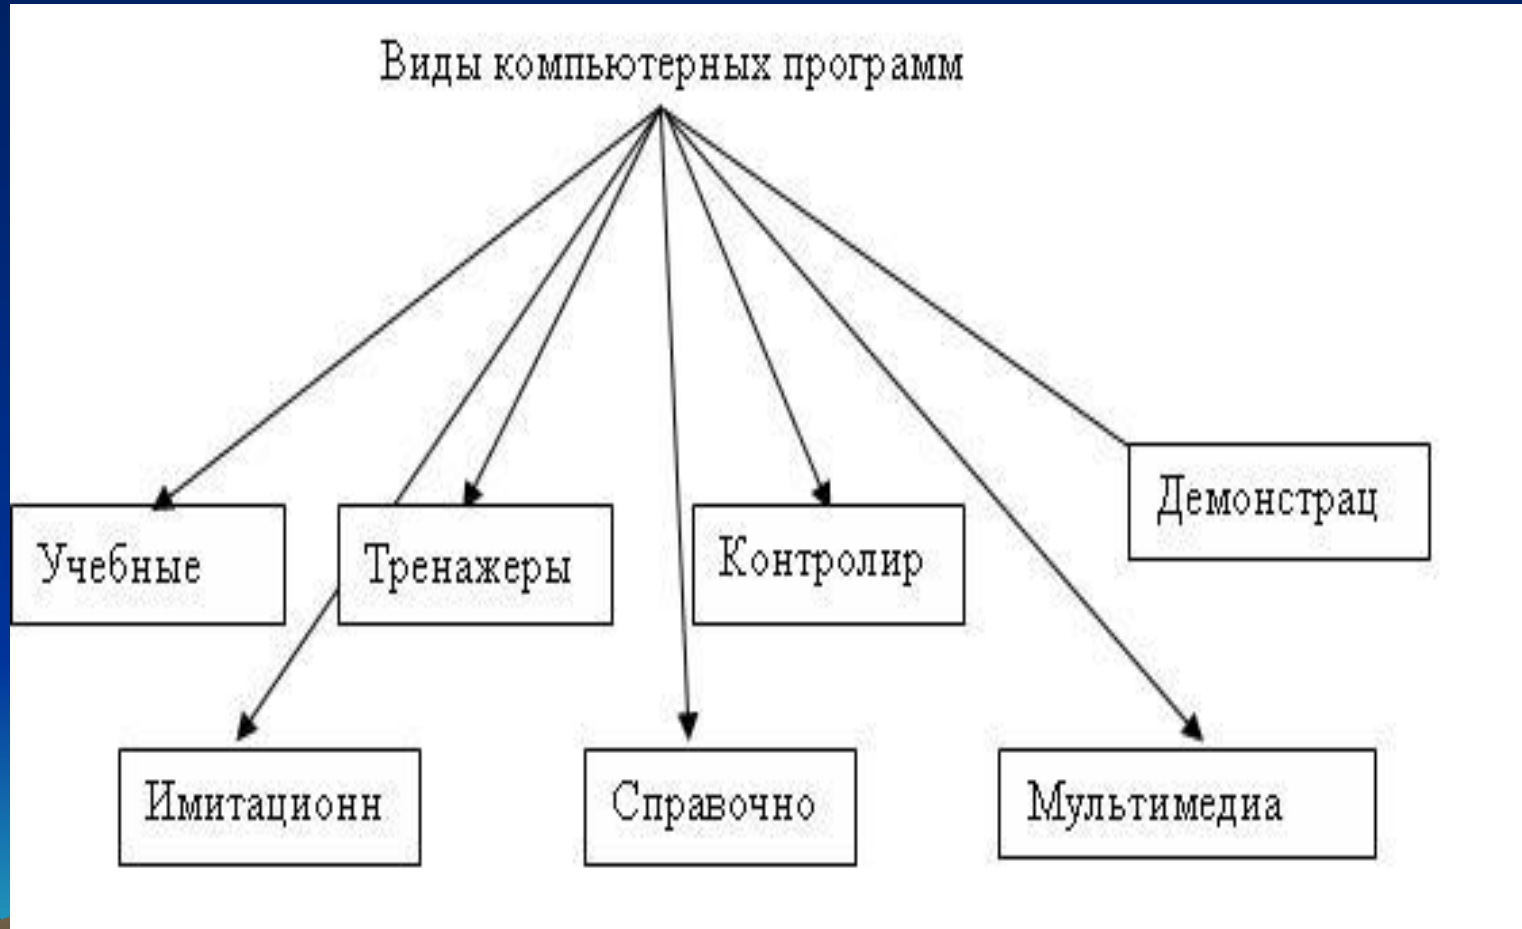 Виды компьютерных программ
Демонстрац
Учебные
Тренажеры
Контролир
Имитационн
Справочно
Мультимедиа